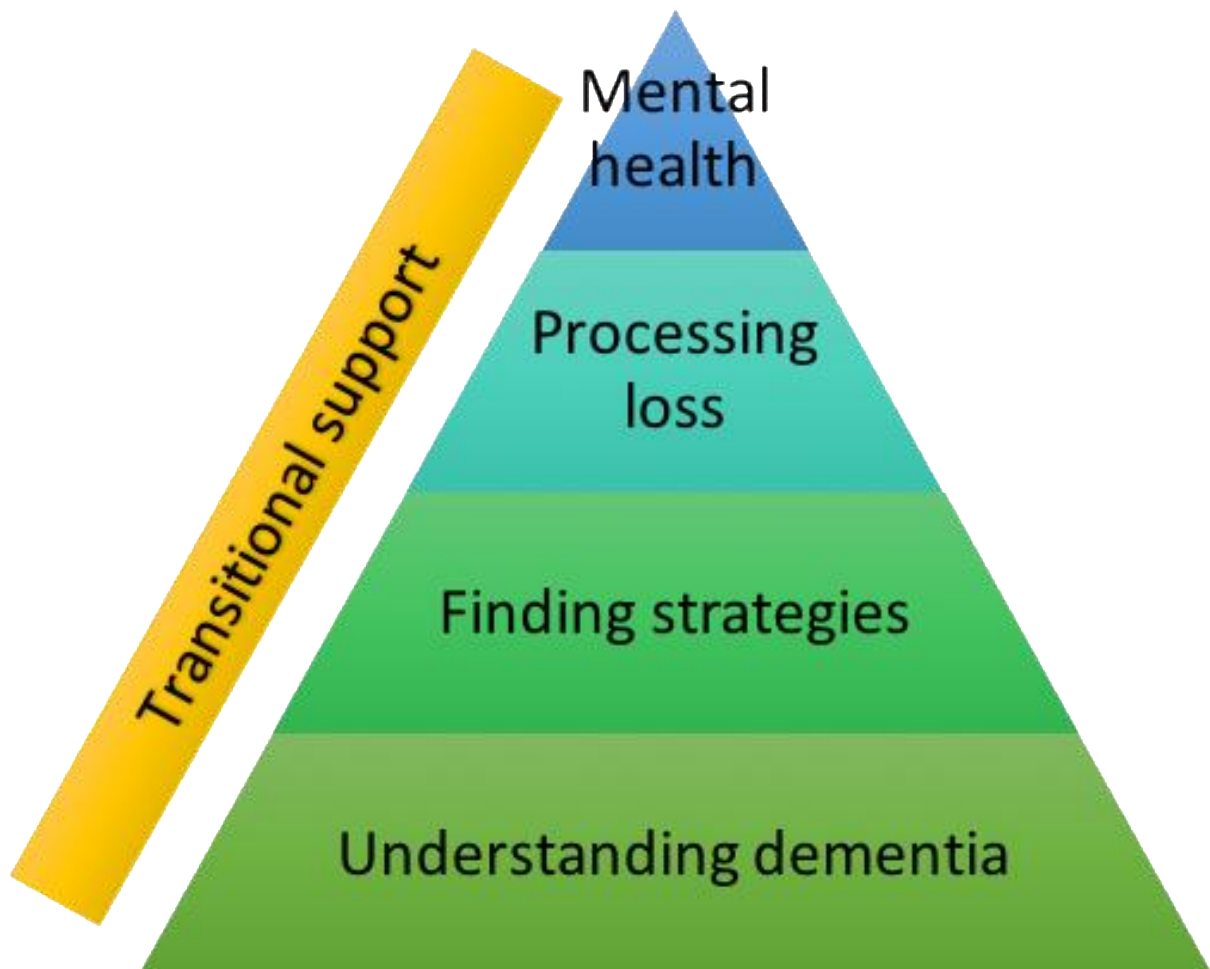 Mental
health
Processing
loss
Transitional support
Finding strategies
Understanding dementia